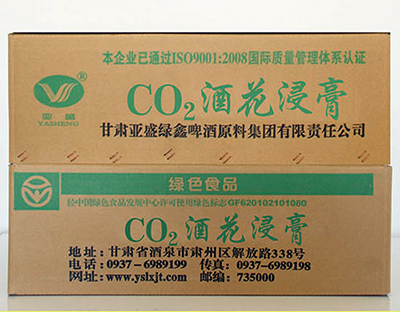 本企业已通过ISO9001:2008国际质量管理体系认证
亚盛
YASHENG
®
CO2酒花浸膏
甘肃亚盛绿鑫啤酒原料集团有限责任公司
绿色食品
经中国绿色食品发展中心许可使用绿色标志GF620102101080
CO2酒花浸膏
地址:甘肃省酒泉市肃州区解放路338号
电话:0937-6989199 传真:0937-6989198
网址:www.yslxjt.com 邮编:735000